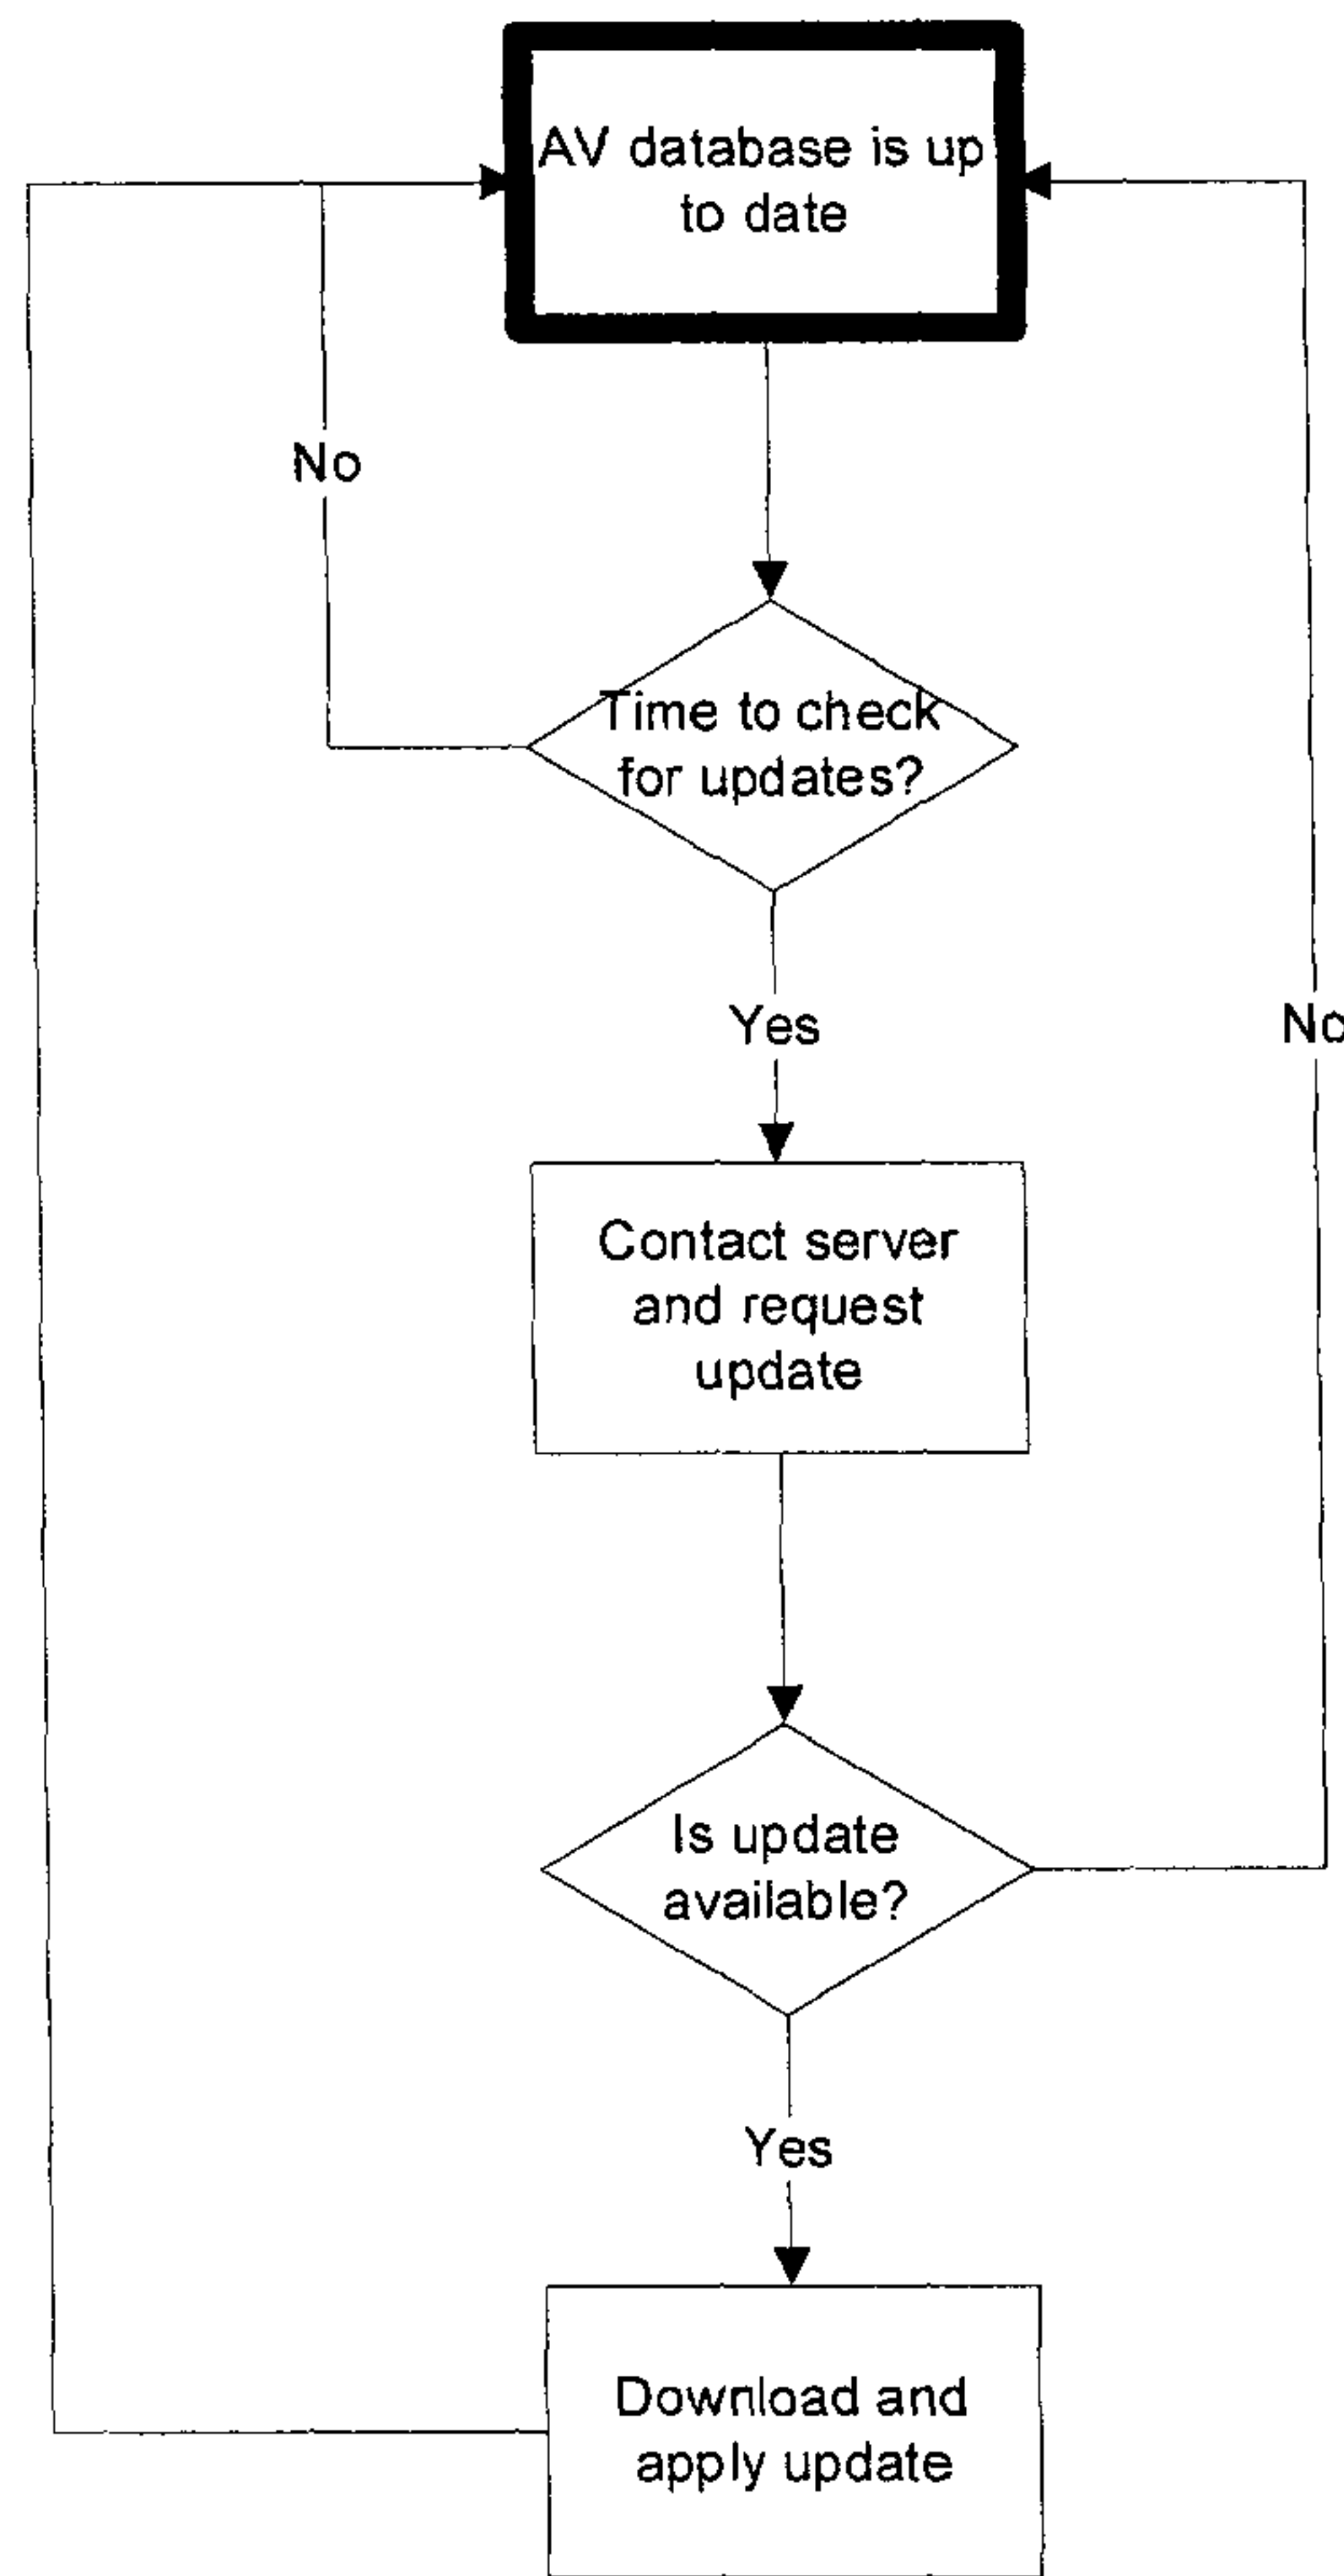 AV database is up
to date
No
Time to check
for updates?
Yes
No
Contact server
and request
update
Is update
available?
Yes
Download and
apply update